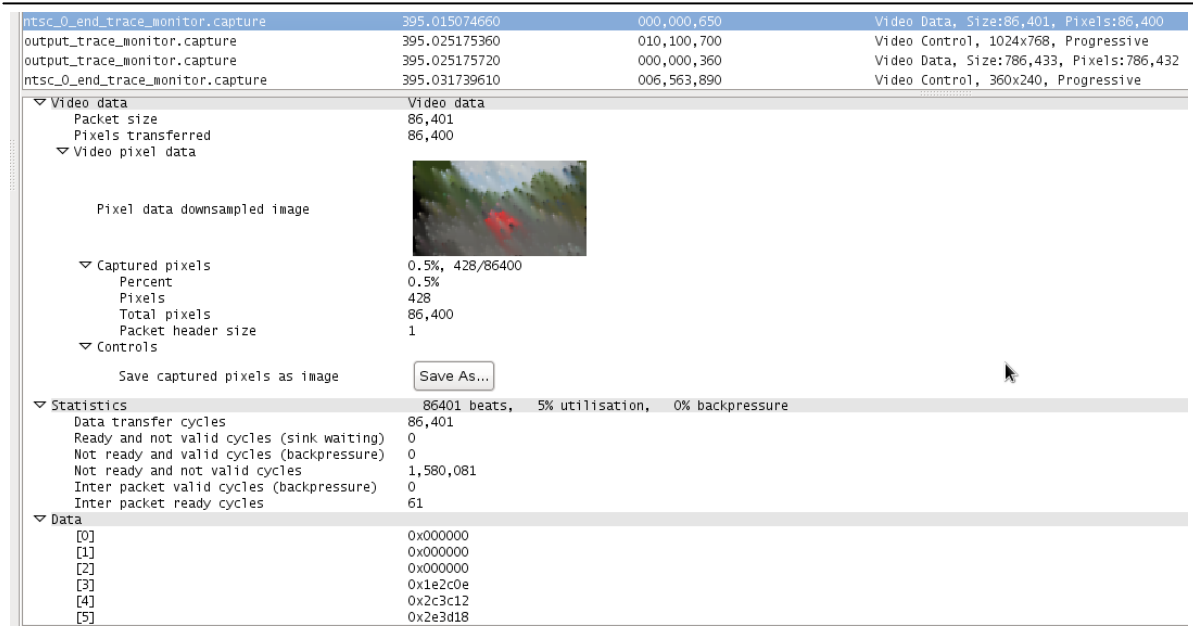 ntsc_0_end_trace_monitor.capture 395.015074660 000,000,650 Video Data, Size:86,401, Pixels:86,400
output_trace_monitor.capture 395.025175360 010,100,700 Video Control, 1024x768, Progressive
output_trace_monitor.capture 395.025175720 000,000,360 Video Data, Size:786,433, Pixels:786,432
ntsc_0_end_trace_monitor.capture 395.031739610 006,563,890 Video Control, 360x240, Progressive
Video data Video data
Packet size 86,401
Pixels transferred 86,400
Video pixel data
Pixel data downsampled image
Captured pixels 0.5%, 428/86400
Percent 0.5%
Pixels 428
Total pixels 86,400
Packet header size 1
Controls
Save captured pixels as image Save As...
Statistics 86401 beats, 5% utilisation, 0% backpressure
Data transfer cycles 86,401
Ready and not valid cycles (sink waiting) 0
Not ready and valid cycles (backpressure) 0
Not ready and not valid cycles 1,580,081
Inter packet valid cycles (backpressure) 0
Inter packet ready cycles 61
Data
[0] 0x000000
[1] 0x000000
[2] 0x000000
[3] 0x1e2c0e
[4] 0x2c3c12
[5] 0x2e3d18